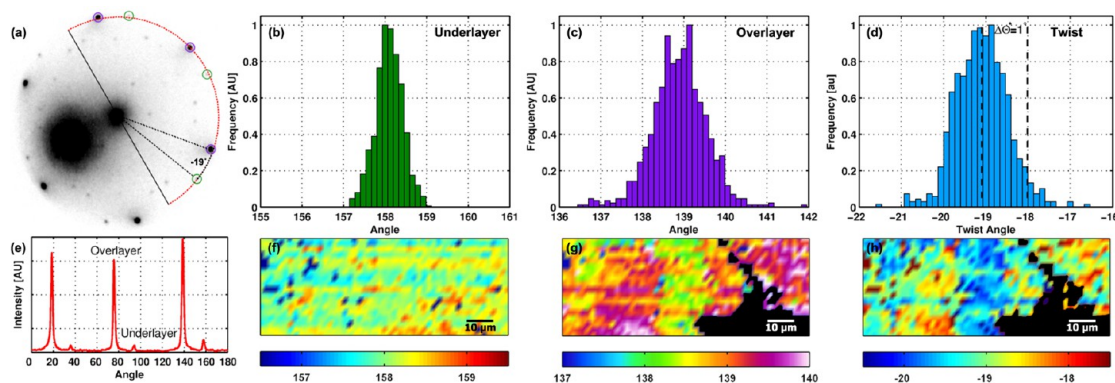 (a)
-19°
(b)
Underlayer
Frequency [AU]
1
0.8
0.6
0.4
0.2
0
155 156 157 158 159 160 161
Angle
(c)
Overlayer
Frequency [AU]
1
0.8
0.6
0.4
0.2
0
136 137 138 139 140 141 142
Angle
(d)
ΔΘ=1°
Twist
Frequency [au]
1
0.8
0.6
0.4
0.2
0
-22 -21 -20 -19 -18 -17 -16
Twist Angle
(e)
Overlayer
Underlayer
Intensity [AU]
0 20 40 60 80 100 120 140 160 180
Angle
(f)
10 µm
157 158 159
(g)
10 µm
137 138 139 140
(h)
10 µm
-20 -19 -18